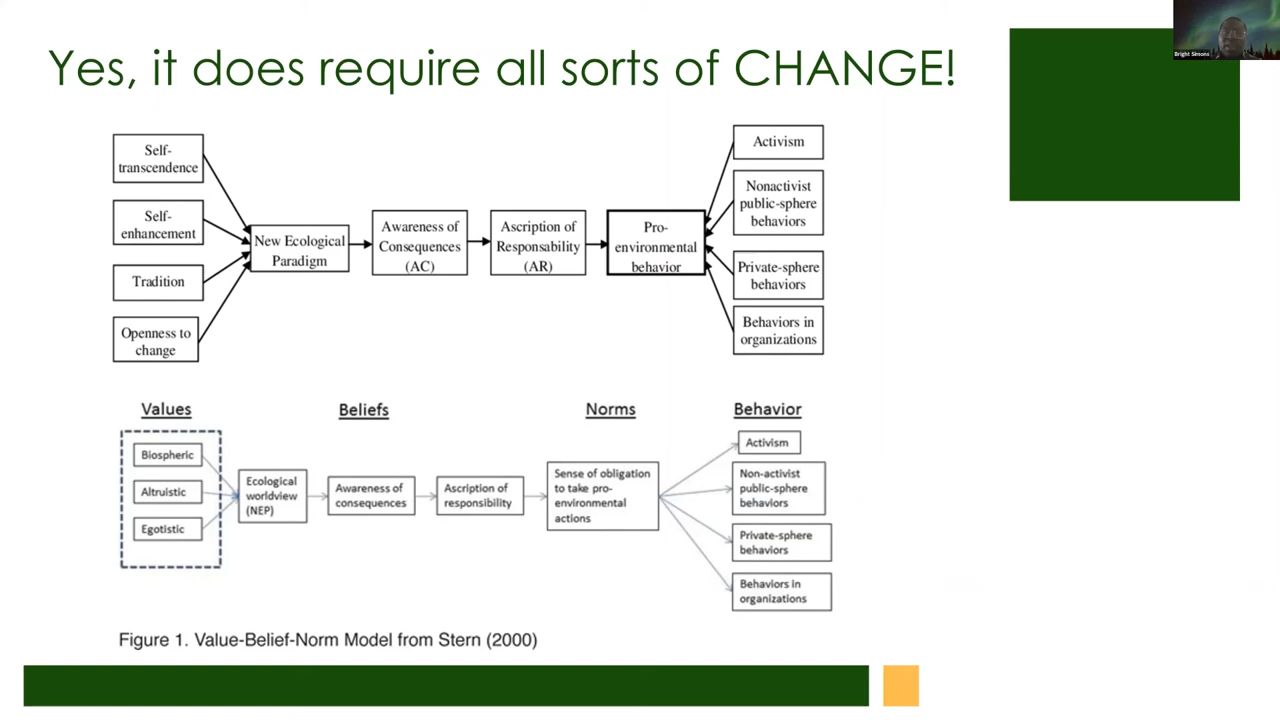 Yes, it does require all sorts of CHANGE!
Bright Simons
Self-
transcendence
Self-
enhancement
Tradition
Openness to
change
New Ecological
Paradigm
Awareness of
Consequences
(AC)
Ascription of
Responsability
(AR)
Pro-
environmental
behavior
Activism
Nonactivist
public-sphere
behaviors
Private-sphere
behaviors
Behaviors in
organizations
Values
Beliefs
Norms
Behavior
Biospheric
Altruistic
Egotistic
Ecological
worldview
(NEP)
Awareness of
consequences
Ascription of
responsibility
Sense of obligation
to take pro-
environmental
actions
Activism
Non-activist
public-sphere
behaviors
Private-sphere
behaviors
Behaviors in
organizations
Figure 1. Value-Belief-Norm Model from Stern (2000)